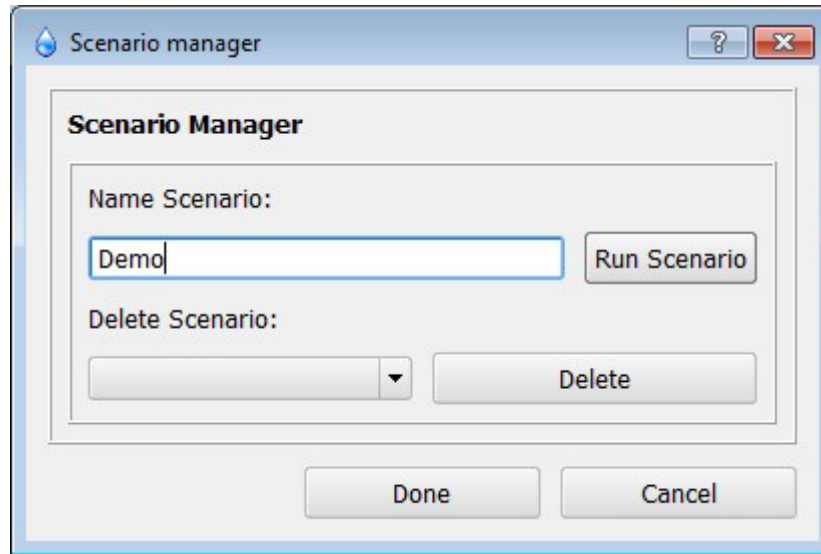 Scenario manager
Scenario Manager
Name Scenario:
Demo
Run Scenario
Delete Scenario:
Delete
Done
Cancel